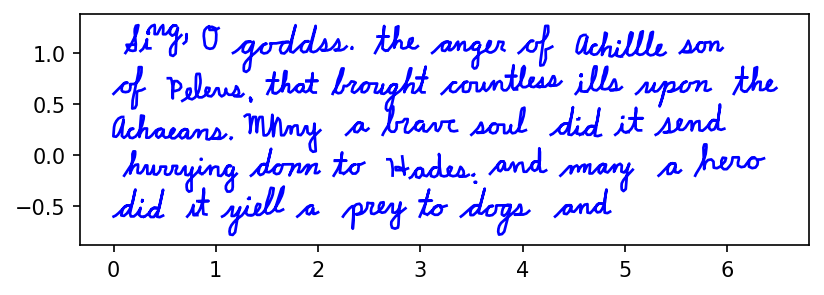 Sing, O goddss. the anger of Achillle son
of Peleus. that brought countless ills upon the
Achaeans. MNny a bravc soul did it send
hurrying donn to Hades. and many a hero
did it yiell a prey to dogs and
1.0
0.5
0.0
−0.5
0 1 2 3 4 5 6